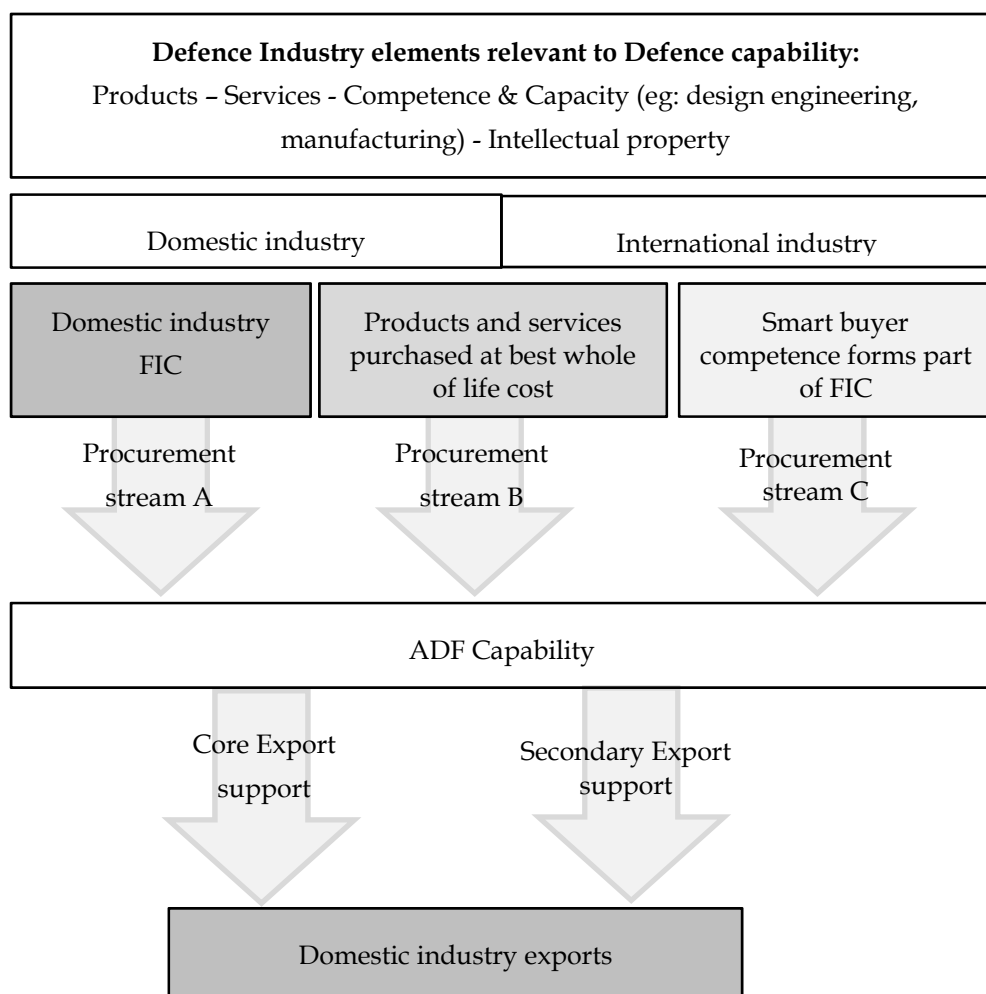 Defence Industry elements relevant to Defence capability:
Products – Services - Competence & Capacity (eg: design engineering,
manufacturing) - Intellectual property
Domestic industry
International industry
Domestic industry
FIC
Products and services
purchased at best whole
of life cost
Smart buyer
competence forms part
of FIC
Procurement
stream A
Procurement
stream B
Procurement
stream C
ADF Capability
Core Export
support
Secondary Export
support
Domestic industry exports